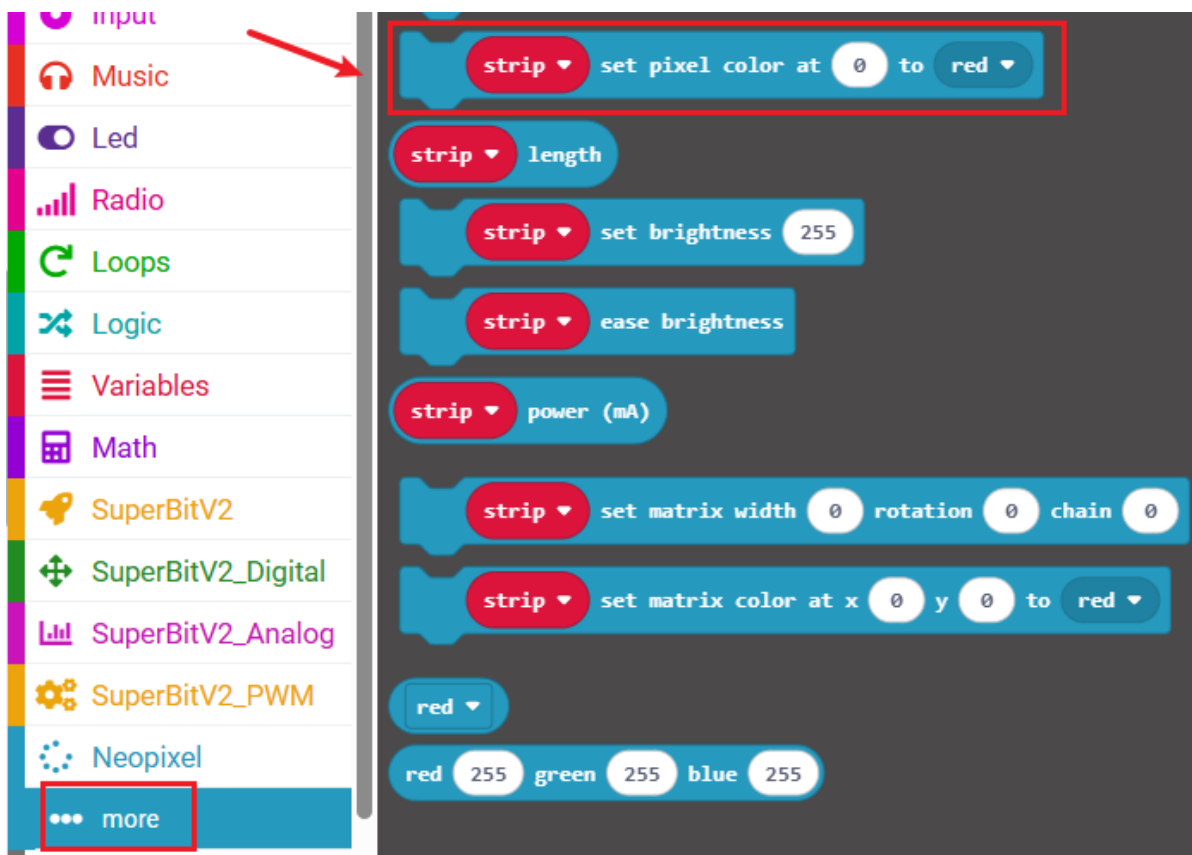 Input
Music
Led
Radio
Loops
Logic
Variables
Math
SuperBitV2
SuperBitV2_Digital
SuperBitV2_Analog
SuperBitV2_PWM
Neopixel
more
strip set pixel color at 0 to red
strip length
strip set brightness 255
strip ease brightness
strip power (mA)
strip set matrix width 0 rotation 0 chain 0
strip set matrix color at x 0 y 0 to red
red
red 255 green 255 blue 255